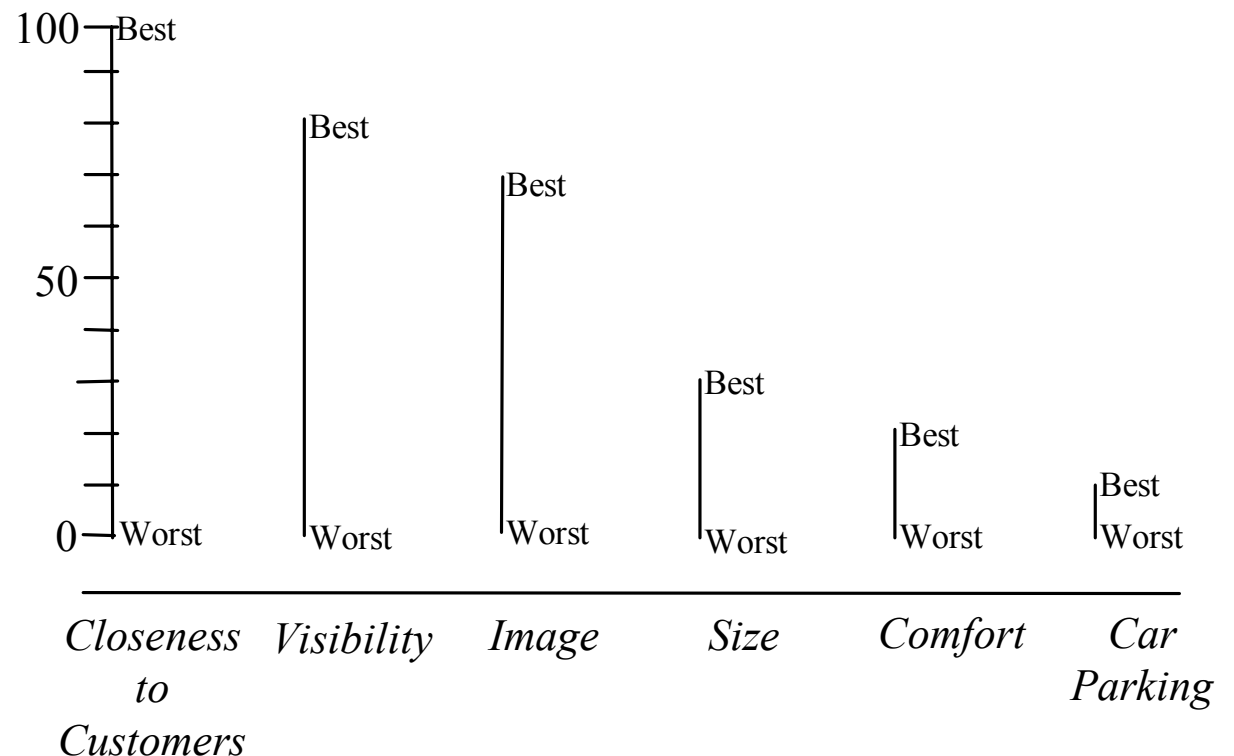 100
Best
Best
Best
50
Best
Best
Best
0
Worst
Worst
Worst
Worst
Worst
Worst
Closeness
to
Customers
Visibility
Image
Size
Comfort
Car
Parking